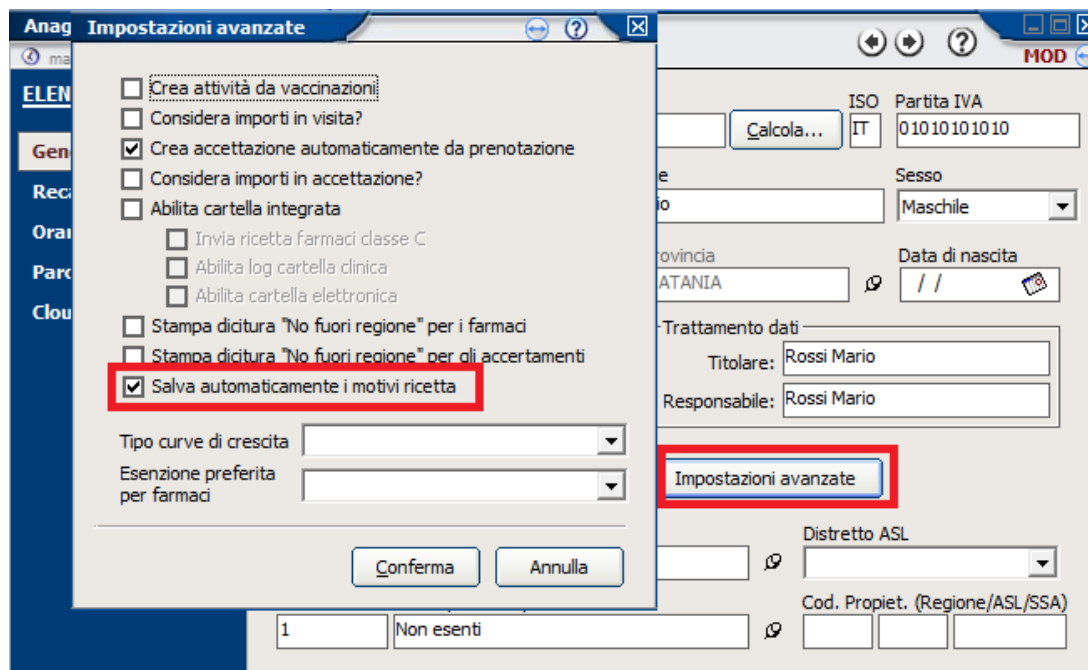 Anag
Impostazioni avanzate
MOD
ma
ELEN
Gen
Reca
Orar
Parc
Clou
Crea attività da vaccinazioni
Considera importi in visita?
Crea accettazione automaticamente da prenotazione
Considera importi in accettazione?
Abilita cartella integrata
Invia ricetta farmaci classe C
Abilita log cartella clinica
Abilita cartella elettronica
Stampa dicitura "No fuori regione" per i farmaci
Stampa dicitura "No fuori regione" per gli accertamenti
Salva automaticamente i motivi ricetta
Tipo curve di crescita
Esenzione preferita
per farmaci
Conferma Annulla
ISO Partita IVA
Calcola... IT 01010101010
e Sesso
io Maschile
rovincia Data di nascita
ATANIA / /
Trattamento dati
Titolare: Rossi Mario
Responsabile: Rossi Mario
Impostazioni avanzate
Distretto ASL
Cod. Propiet. (Regione/ASL/SSA)
1 Non esenti